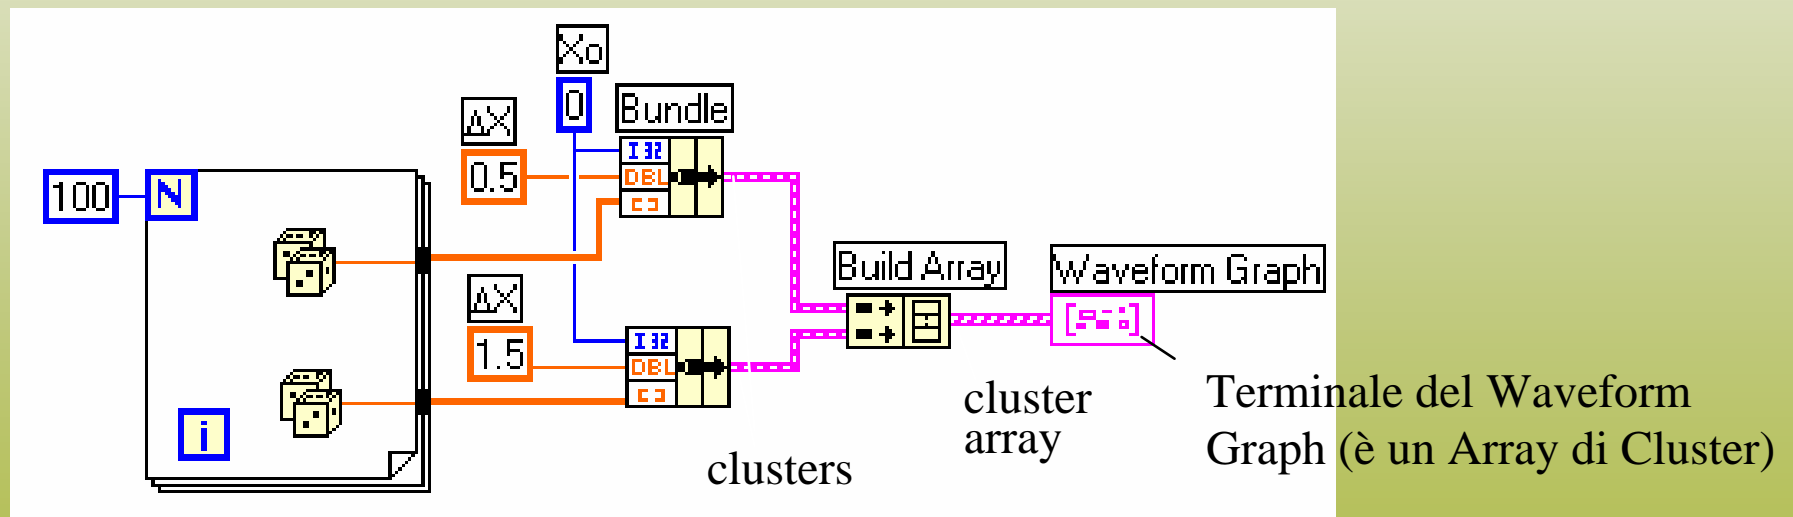 Xo
0
Bundle
ΔX
0.5
I32
DBL
100
N
Build Array
Waveform Graph
ΔX
1.5
I32
DBL
i
cluster
array
clusters
Terminale del Waveform
Graph (è un Array di Cluster)